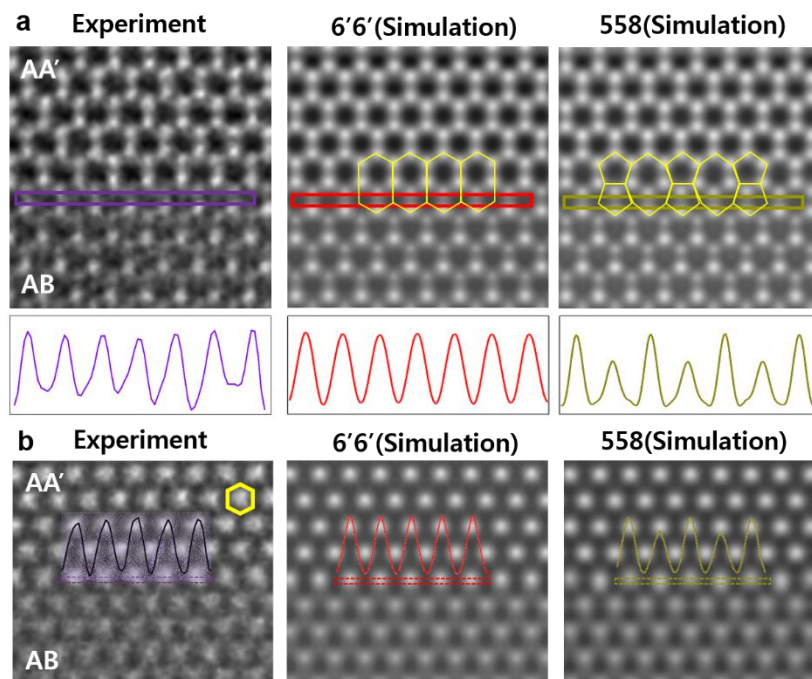 a
Experiment 6’6’(Simulation) 558(Simulation)
AA’
AB
b
Experiment 6’6’(Simulation) 558(Simulation)
AA’
AB